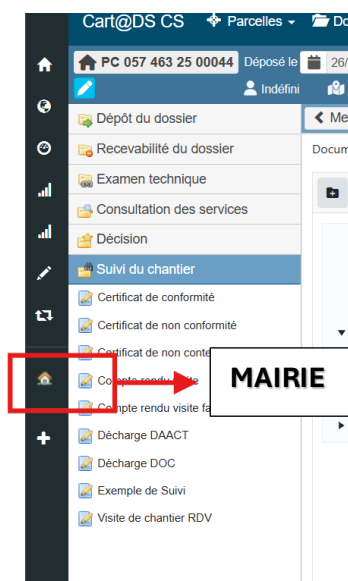 Cart@DS CS Parcelles
PC 057 463 25 00044 Déposé le 26/
Indéfini
Dépôt du dossier
Recevabilité du dossier
Examen technique
Consultation des services
Décision
Suivi du chantier
Certificat de conformité
Certificat de non conformité
Certificat de non conte
Compte rendu visite
Compte rendu visite fa
Décharge DAACT
Décharge DOC
Exemple de Suivi
Visite de chantier RDV
Me
Docum
MAIRIE